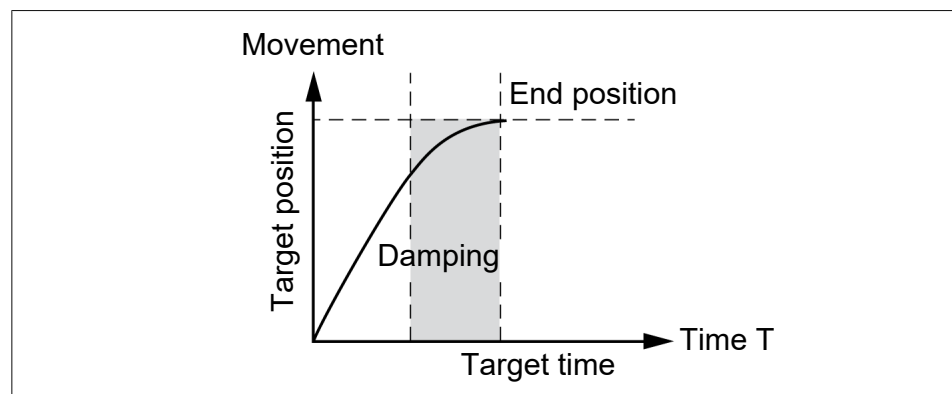 Movement
End position
Target position
Damping
Time T
Target time